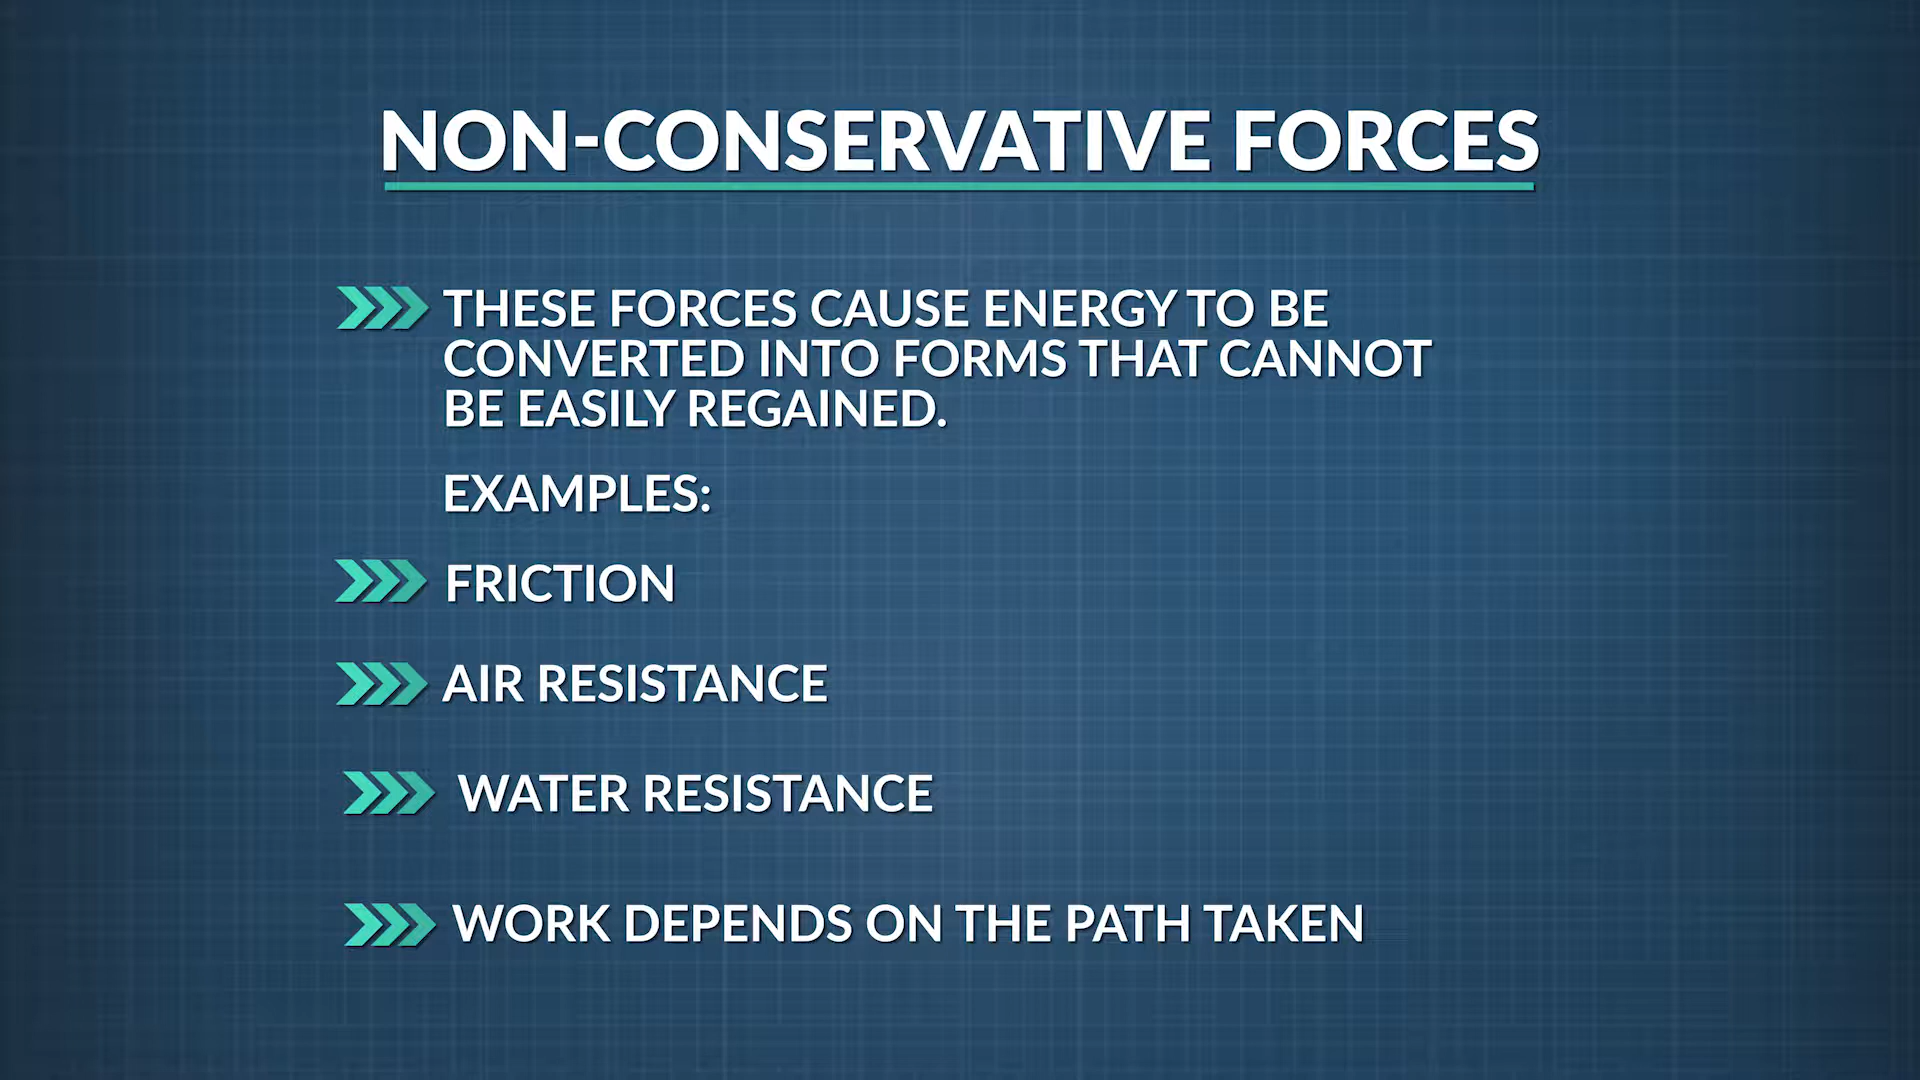 NON-CONSERVATIVE FORCES
THESE FORCES CAUSE ENERGY TO BE
CONVERTED INTO FORMS THAT CANNOT
BE EASILY REGAINED.
EXAMPLES:
FRICTION
AIR RESISTANCE
WATER RESISTANCE
WORK DEPENDS ON THE PATH TAKEN